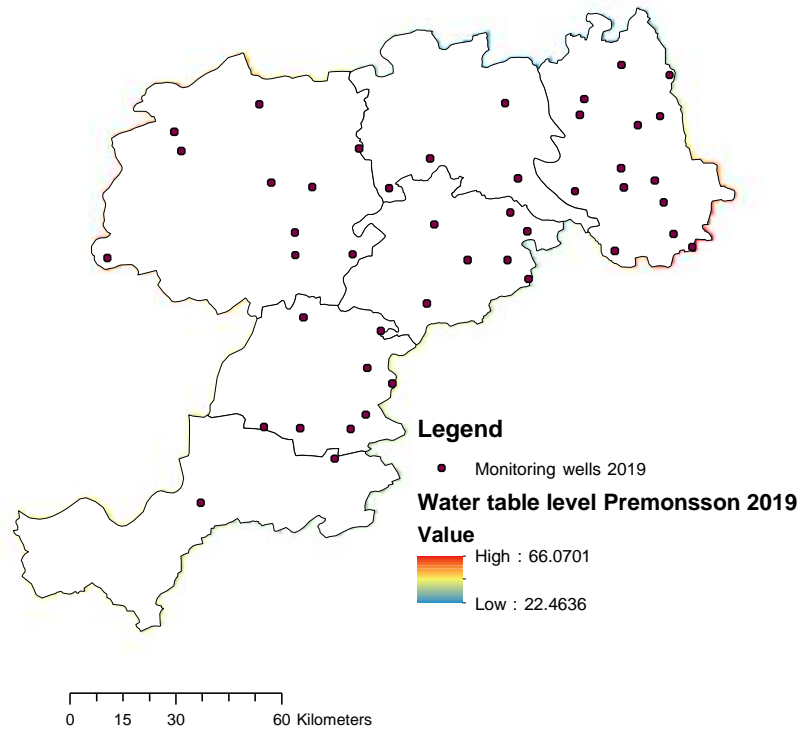 Legend
Monitoring wells 2019
Water table level Premonsson 2019
Value
High : 66.0701
Low : 22.4636
0 15 30 60 Kilometers